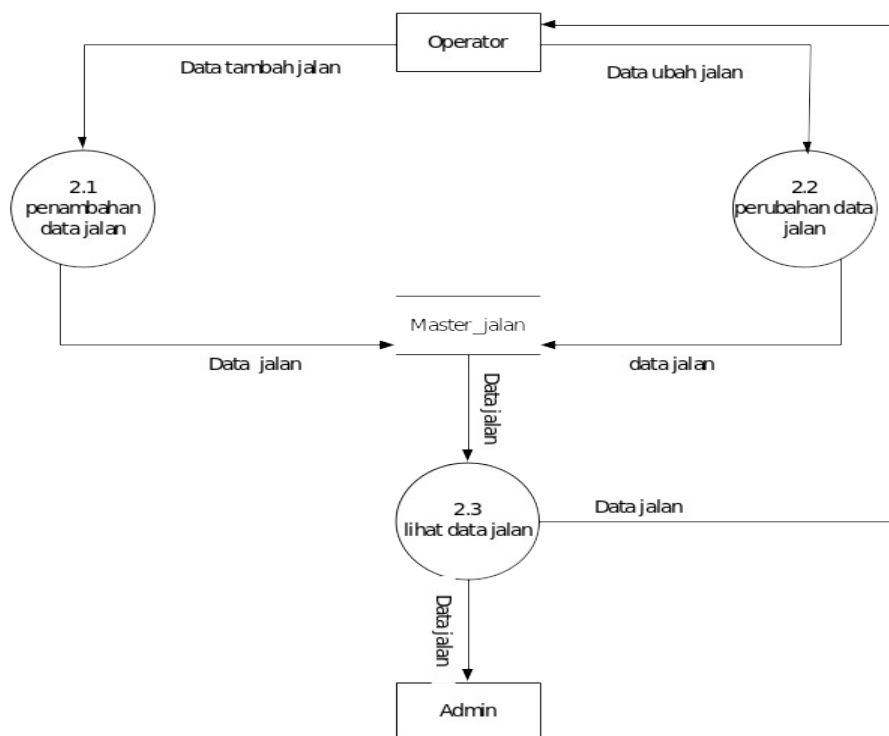 Operator
Data tambah jalan
Data ubah jalan
2.1
penambahan
data jalan
2.2
perubahan data
jalan
Master_jalan
Data jalan
data jalan
Data jalan
2.3
lihat data jalan
Data jalan
Data jalan
Admin